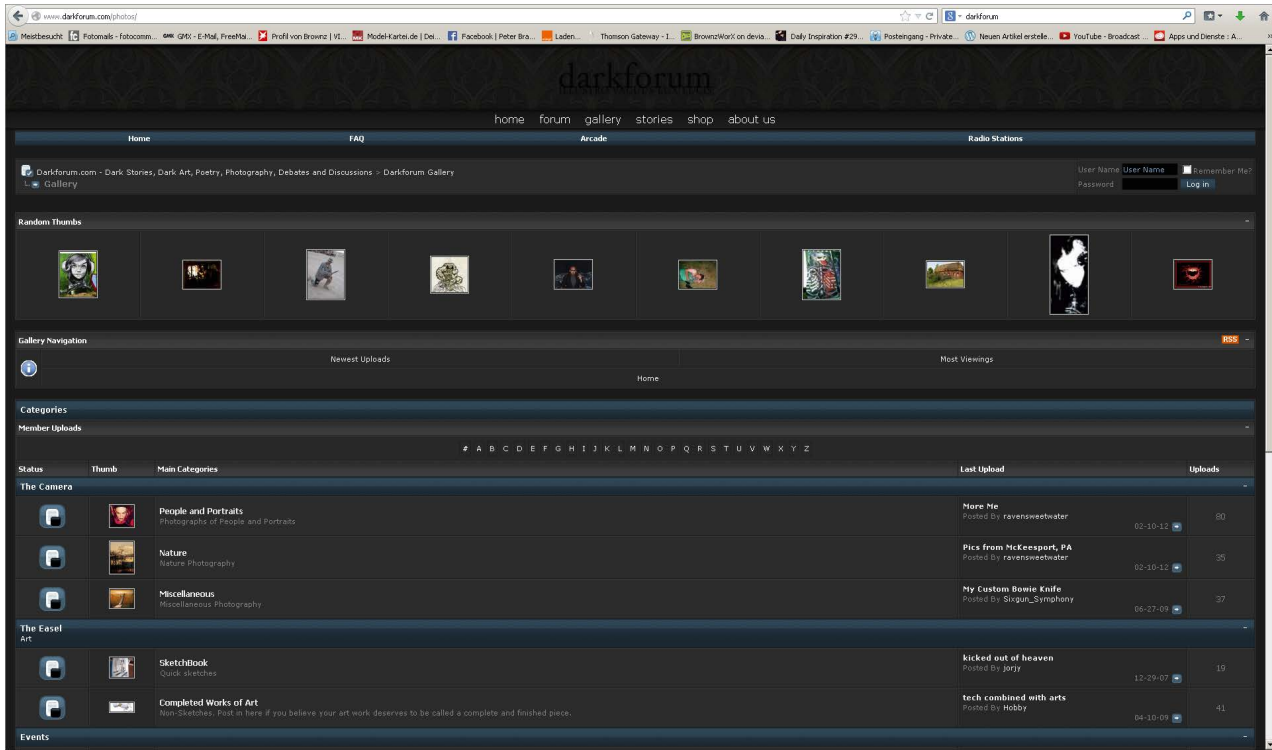 www.darkforum.com/photos/
darkforum
Meistbesucht Fotomails - fotocomm... GMX GMX - E-Mail, FreeMai... Profil von Brownz | VI... MK Model-Kartei.de | Dei... Facebook | Peter Bra... Laden... Thomson Gateway - I... BrownzWorX on devia... Daily Inspiration #29... Posteingang - Private... Neuen Artikel erstelle... YouTube - Broadcast ... Apps und Dienste : A...
darkforum
home forum gallery stories shop about us
Home FAQ Arcade Radio Stations
Darkforum.com - Dark Stories, Dark Art, Poetry, Photography, Debates and Discussions > Darkforum Gallery
Gallery
User Name User Name Remember Me?
Password Log in
Random Thumbs
Gallery Navigation RSS
Newest Uploads Most Viewings
Home
Categories
Member Uploads
# A B C D E F G H I J K L M N O P Q R S T U V W X Y Z
Status Thumb Main Categories Last Upload Uploads
The Camera
People and Portraits
Photographs of People and Portraits
More Me
Posted By ravensweetwater
02-10-12
80
Nature
Nature Photography
Pics from McKeesport, PA
Posted By ravensweetwater
02-10-12
35
Miscellaneous
Miscellaneous Photography
My Custom Bowie Knife
Posted By Sixgun_Symphony
06-27-09
37
The Easel
Art
SketchBook
Quick sketches
kicked out of heaven
Posted By jorjy
12-29-07
19
Completed Works of Art
Non-Sketches. Post in here if you believe your art work deserves to be called a complete and finished piece.
tech combined with arts
Posted By Hobby
04-10-09
41
Events